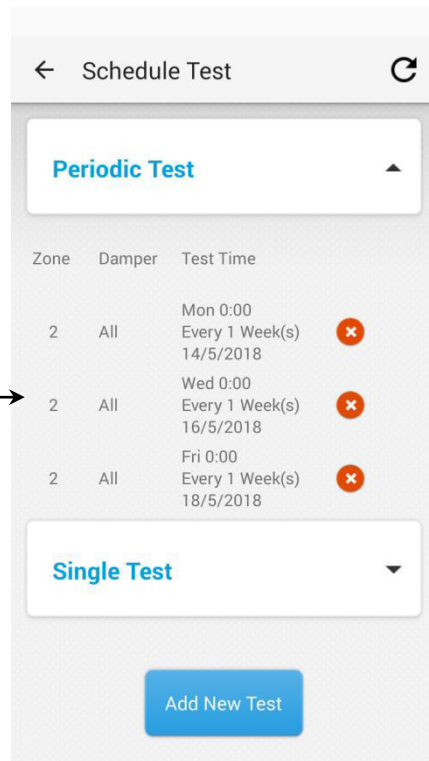 Schedule Test
Periodic Test
Zone Damper Test Time
Mon 0:00
2 All Every 1 Week(s)
14/5/2018
Wed 0:00
2 All Every 1 Week(s)
16/5/2018
Fri 0:00
2 All Every 1 Week(s)
18/5/2018
Single Test
Add New Test